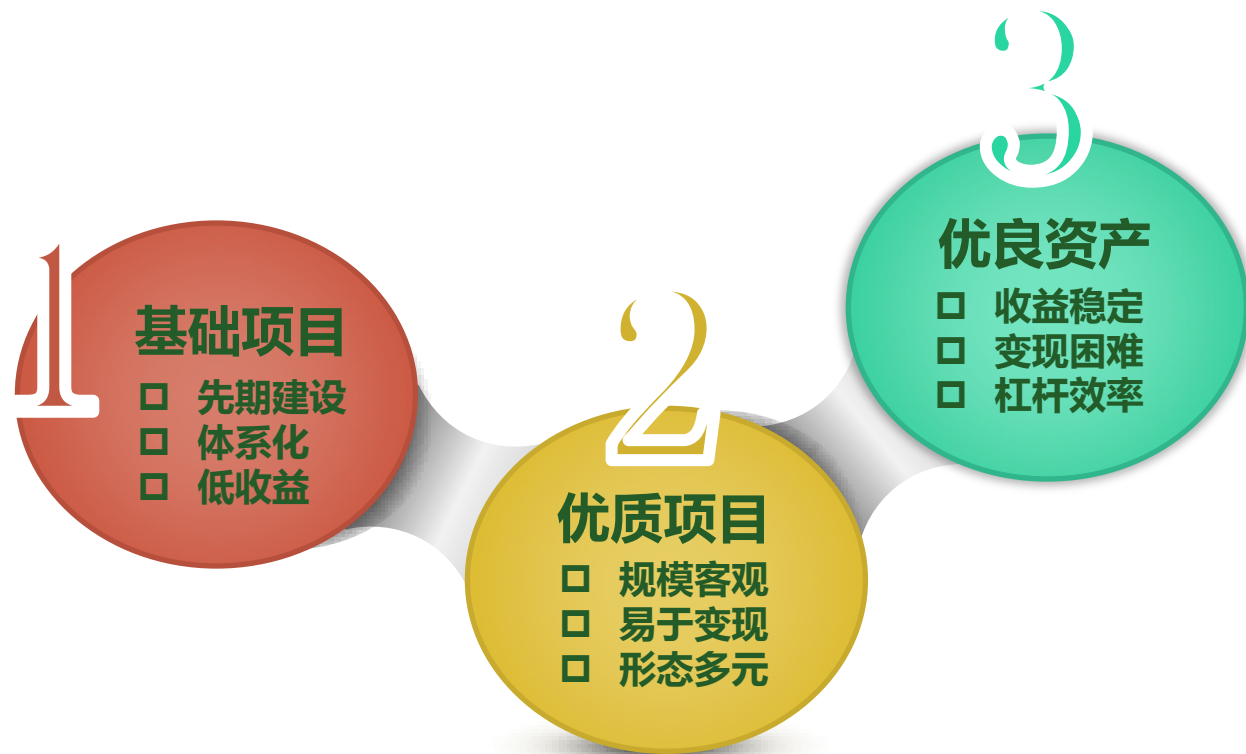 1
基础项目
先期建设
体系化
低收益
2
优质项目
规模客观
易于变现
形态多元
3
优良资产
收益稳定
变现困难
杠杆效率